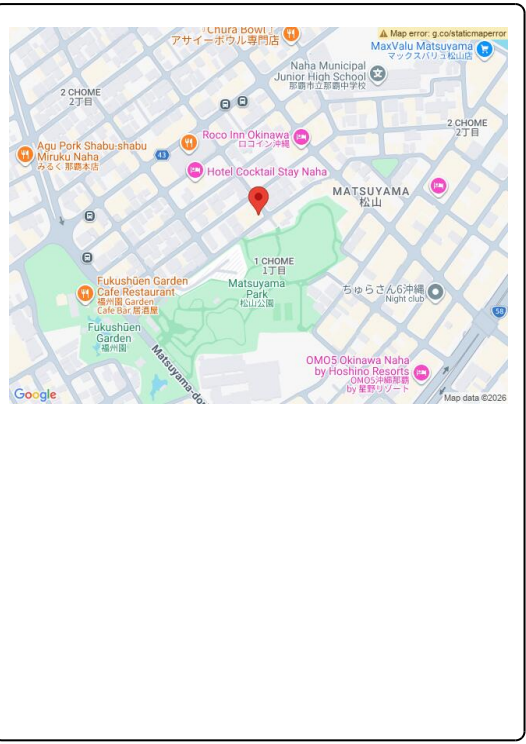 "Chura Bowl"
アサイーボウル専門店
Map error: g.co/staticmaperror
MaxValu Matsuyama
マックスバリュ松山店
Naha Municipal
Junior High School
那覇市立那覇中学校
2 CHOME
2丁目
2 CHOME
2丁目
Roco Inn Okinawa
ロコイン沖縄
Agu Pork Shabu-shabu
Miruku Naha
みるく 那覇本店
43
Hotel Cocktail Stay Naha
MATSUYAMA
松山
1 CHOME
1丁目
Matsuyama
Park
松山公園
ちゅらさん6沖縄
Night club
Fukushūen Garden
Cafe Restaurant
福州園 Garden
Cafe Bar 居酒屋
58
Fukushūen
Garden
福州園
Matsuyama-do
OMO5 Okinawa Naha
by Hoshino Resorts
OMO5沖縄那覇
by 星野リゾート
Google
Map data ©2026